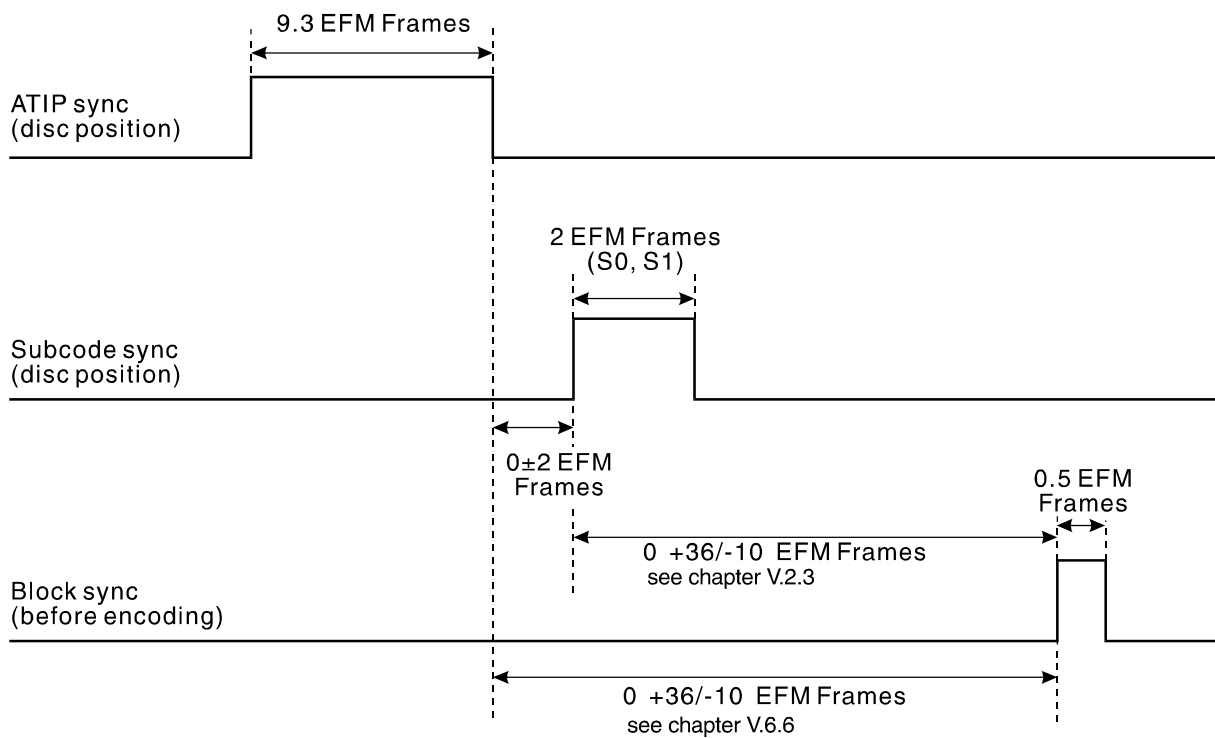 9.3 EFM Frames
ATIP sync
(disc position)
2 EFM Frames
(S0, S1)
Subcode sync
(disc position)
0±2 EFM
Frames
0.5 EFM
Frames
0 +36/-10 EFM Frames
see chapter V.2.3
Block sync
(before encoding)
0 +36/-10 EFM Frames
see chapter V.6.6